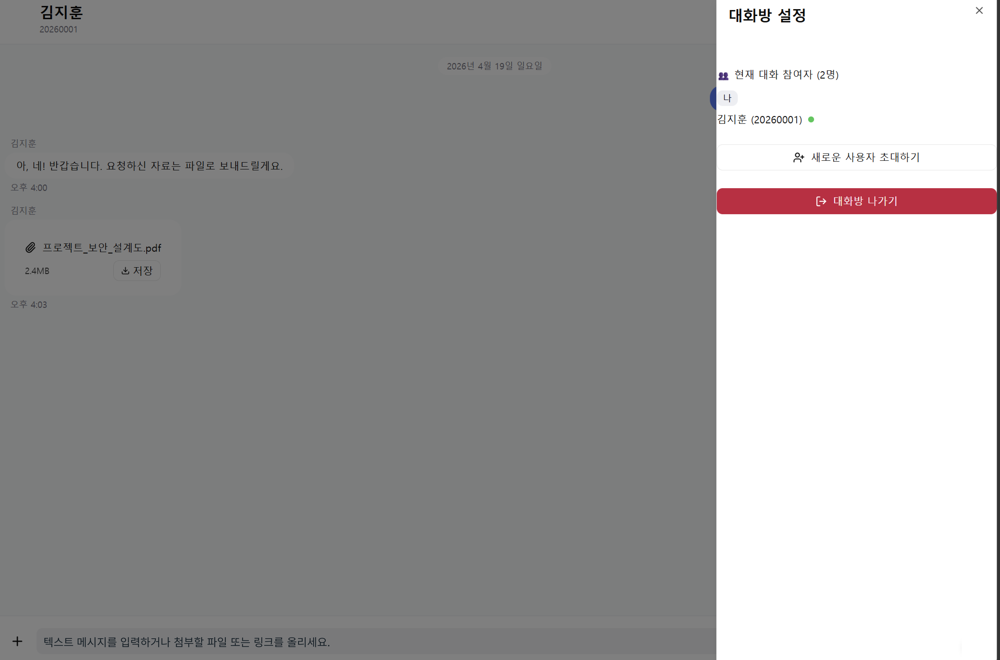 김지훈
20260001
2026년 4월 19일 일요일
김지훈
아, 네! 반갑습니다. 요청하신 자료는 파일로 보내드릴게요.
오후 4:00
김지훈
프로젝트_보안_설계도.pdf
2.4MB
저장
오후 4:03
텍스트 메시지를 입력하거나 첨부할 파일 또는 링크를 올리세요.
대화방 설정
현재 대화 참여자 (2명)
나
김지훈 (20260001)
새로운 사용자 초대하기
대화방 나가기